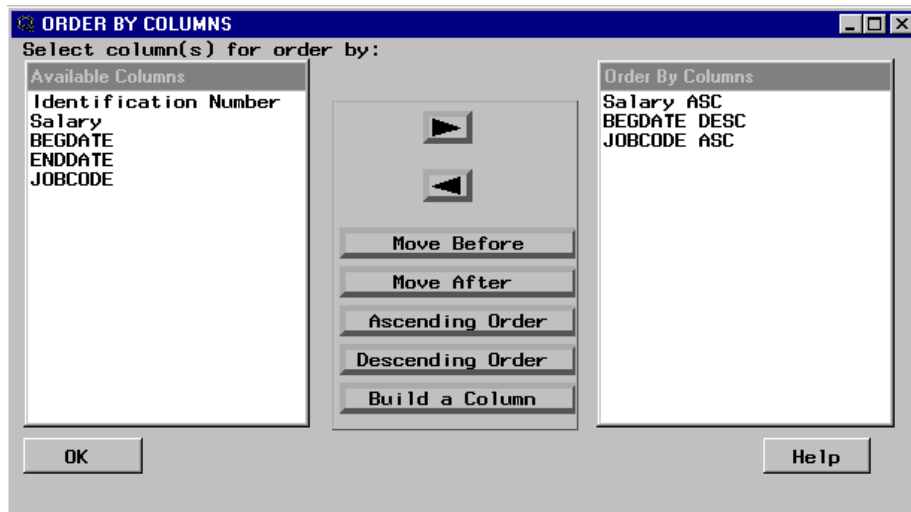 ORDER BY COLUMNS
Select column(s) for order by:
Available Columns
Identification Number
Salary
BEGDATE
ENDDATE
JOBCODE
Move Before
Move After
Ascending Order
Descending Order
Build a Column
Order By Columns
Salary ASC
BEGDATE DESC
JOBCODE ASC
OK
Help